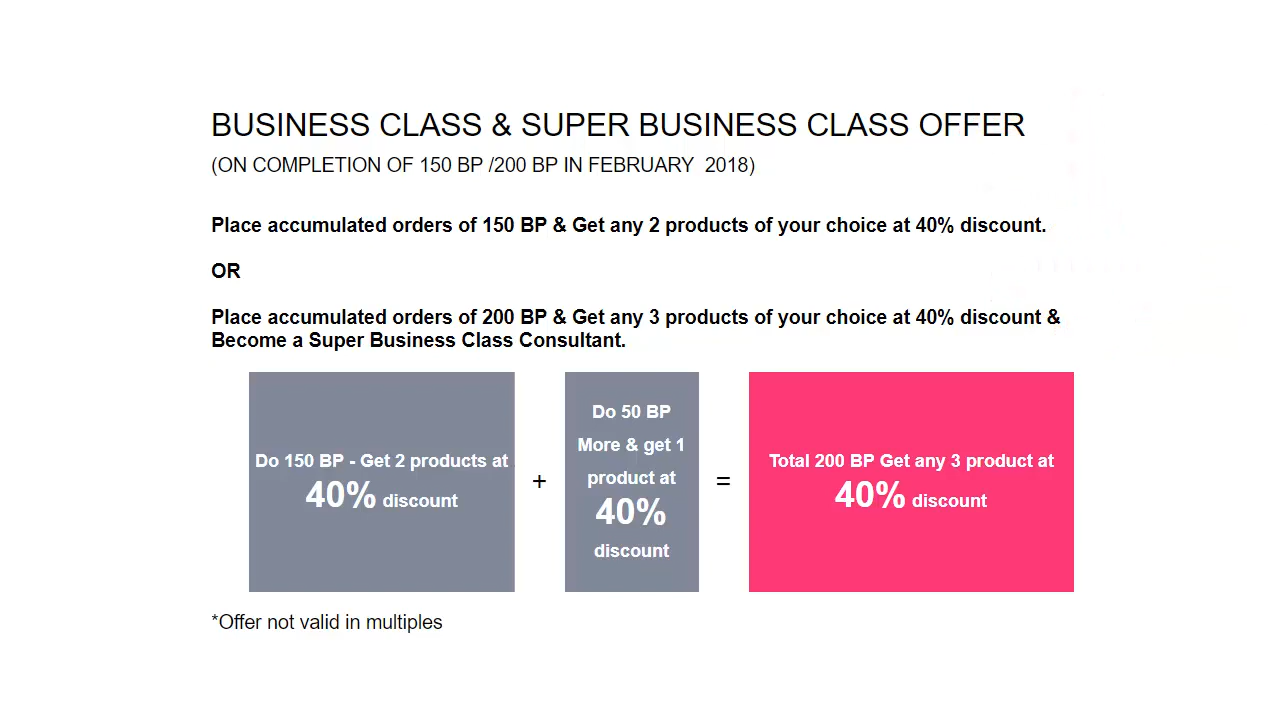 BUSINESS CLASS & SUPER BUSINESS CLASS OFFER
(ON COMPLETION OF 150 BP /200 BP IN FEBRUARY  2018)
Place accumulated orders of 150 BP & Get any 2 products of your choice at 40% discount.
OR
Place accumulated orders of 200 BP & Get any 3 products of your choice at 40% discount &
Become a Super Business Class Consultant.
Do 150 BP - Get 2 products at
40% discount
+
Do 50 BP
More & get 1
product at
40%
discount
=
Total 200 BP Get any 3 product at
40% discount
*Offer not valid in multiples